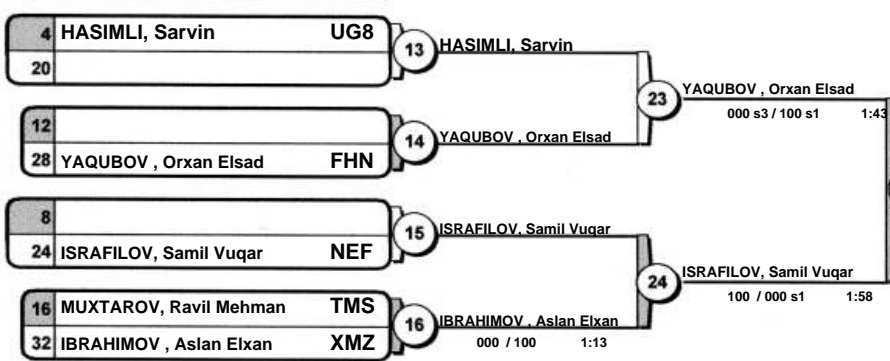 4 HASIMLI, Sarvin UG8
20
13 HASIMLI, Sarvin
12
28 YAQUBOV , Orxan Elsad FHN
14 YAQUBOV , Orxan Elsad
23 YAQUBOV , Orxan Elsad
000 s3 / 100 s1 1:43
8
24 ISRAFILOV, Samil Vuqar NEF
15 ISRAFILOV, Samil Vuqar
16 MUXTAROV, Ravil Mehman TMS
32 IBRAHIMOV , Aslan Elxan XMZ
16 IBRAHIMOV , Aslan Elxan
000 / 100 1:13
24 ISRAFILOV, Samil Vuqar
100 / 000 s1 1:58